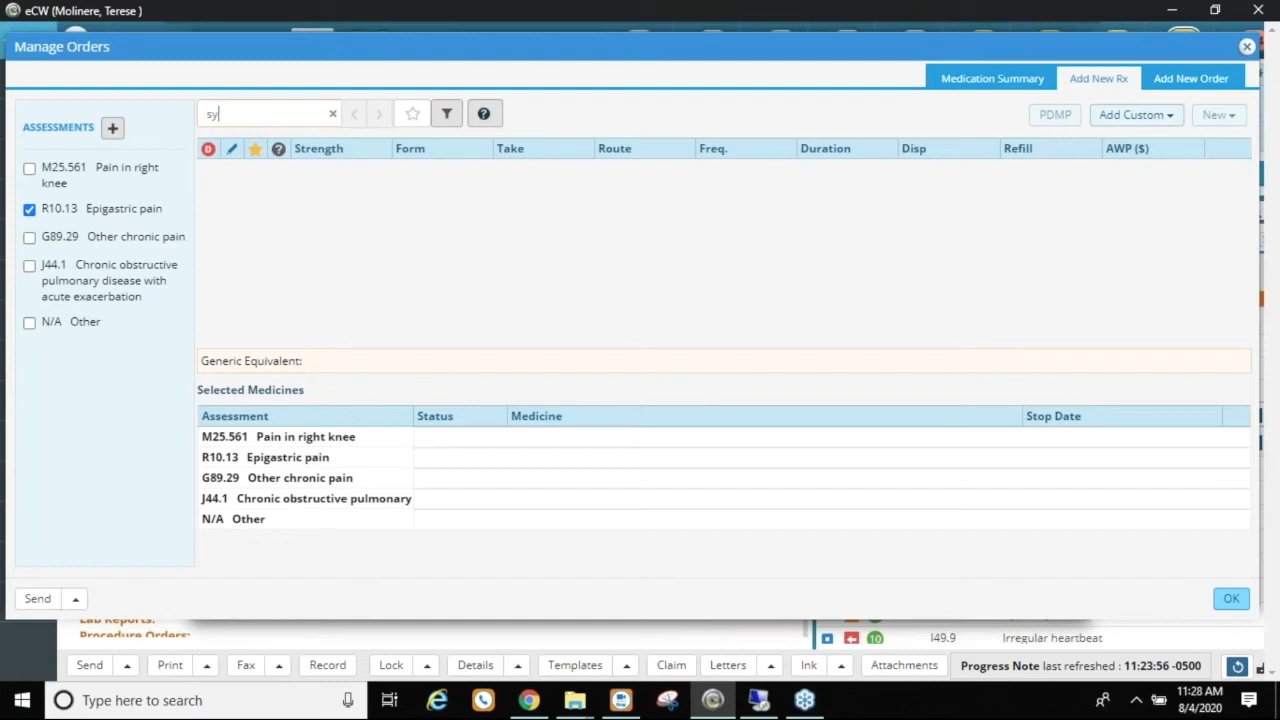 eCW (Molinere, Terese )
Manage Orders
Medication Summary Add New Rx Add New Order
ASSESSMENTS
sy
PDMP Add Custom New
Strength Form Take Route Freq. Duration Disp Refill AWP ($)
M25.561 Pain in right
knee
R10.13 Epigastric pain
G89.29 Other chronic pain
J44.1 Chronic obstructive
pulmonary disease with
acute exacerbation
N/A Other
Generic Equivalent:
Selected Medicines
Assessment Status Medicine Stop Date
M25.561 Pain in right knee
R10.13 Epigastric pain
G89.29 Other chronic pain
J44.1 Chronic obstructive pulmonary
N/A Other
Send OK
Lab Reports:
Procedure Orders:
10 I49.9 Irregular heartbeat
Send Print Fax Record Lock Details Templates Claim Letters Ink Attachments Progress Note last refreshed : 11:23:56 -0500
Type here to search
11:28 AM
8/4/2020